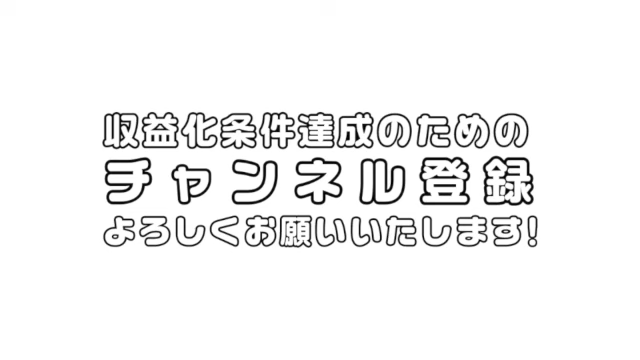 収益化条件達成のための
チャンネル登録
よろしくお願いいたします!